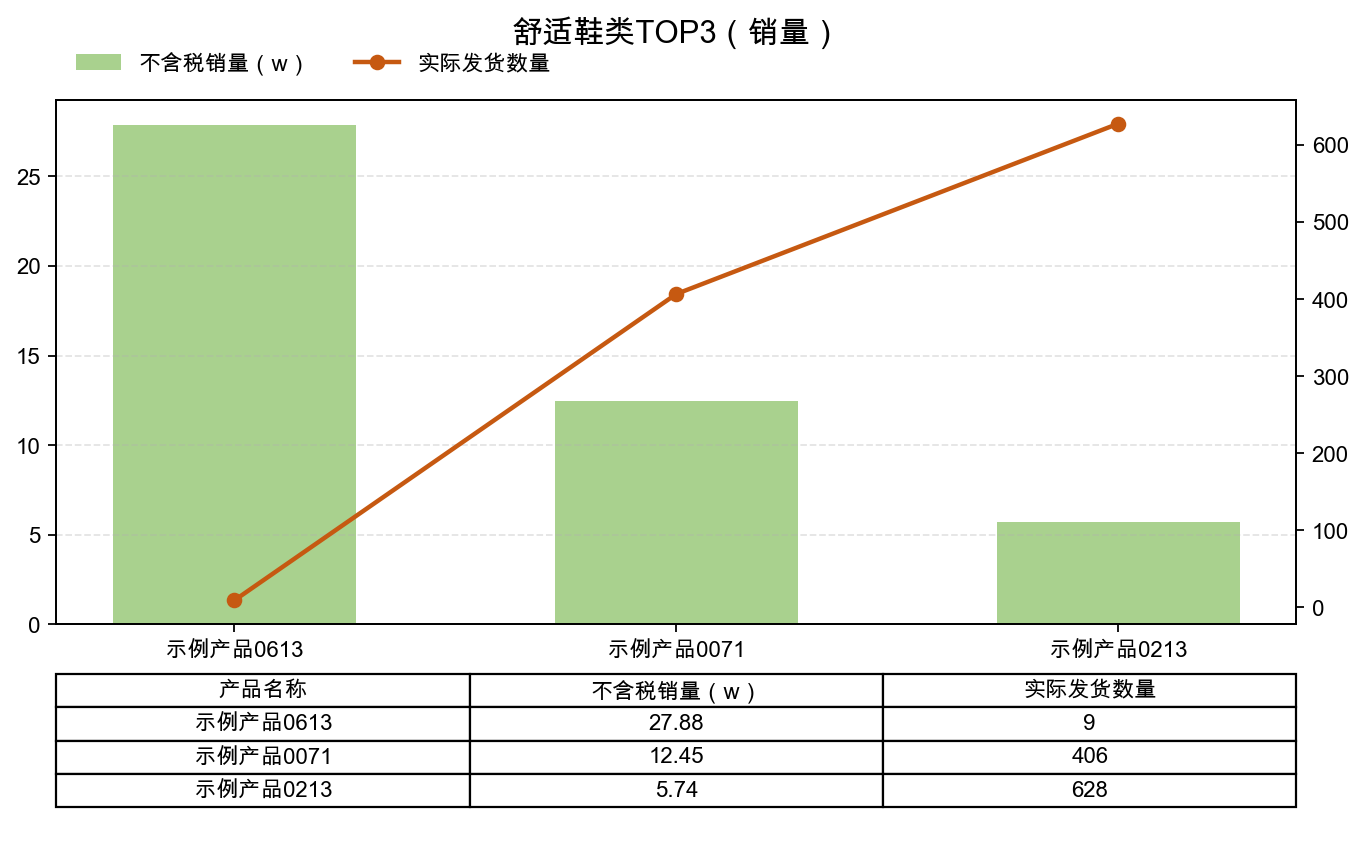 舒适鞋类TOP3（销量）
不含税销量（w） 实际发货数量
25 600
20 500
15 400
10 300
5 200
0 100
0
示例产品0613 示例产品0071 示例产品0213
产品名称 不含税销量（w） 实际发货数量
示例产品0613 27.88 9
示例产品0071 12.45 406
示例产品0213 5.74 628